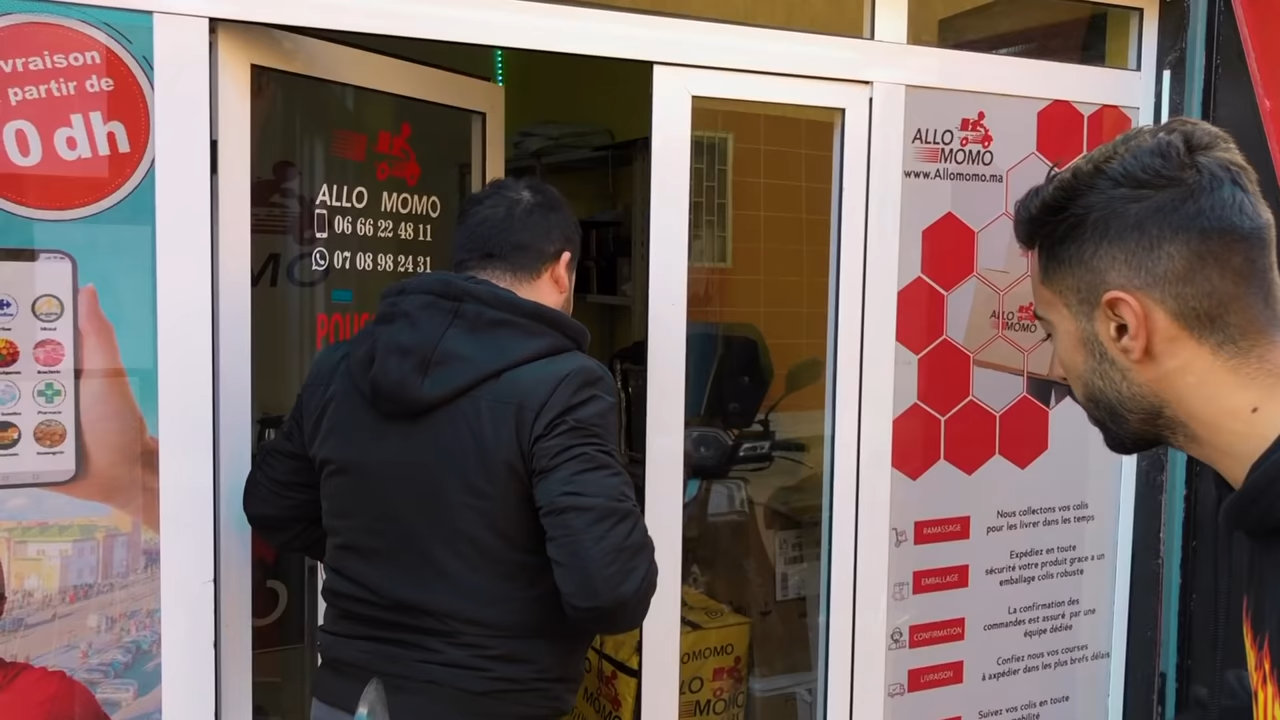 vraison
partir de
0 dh
ALLO MOMO
06 66 22 48 11
07 08 98 24 31
ALLO
MOMO
www.Allomomo.ma
ALLO
MOMO
RAMASSAGE
Nous collectons vos colis
pour les livrer dans les temps
EMBALLAGE
Expédiez en toute
sécurité votre produit grace a un
emballage colis robuste
CONFIRMATION
La confirmation des
commandes est assuré par une
équipe dédiée
LIVRAISON
Confiez nous vos courses
à axpédier dans les plus brefs délais
Suivez vos colis en toute
MOMO
MOMO